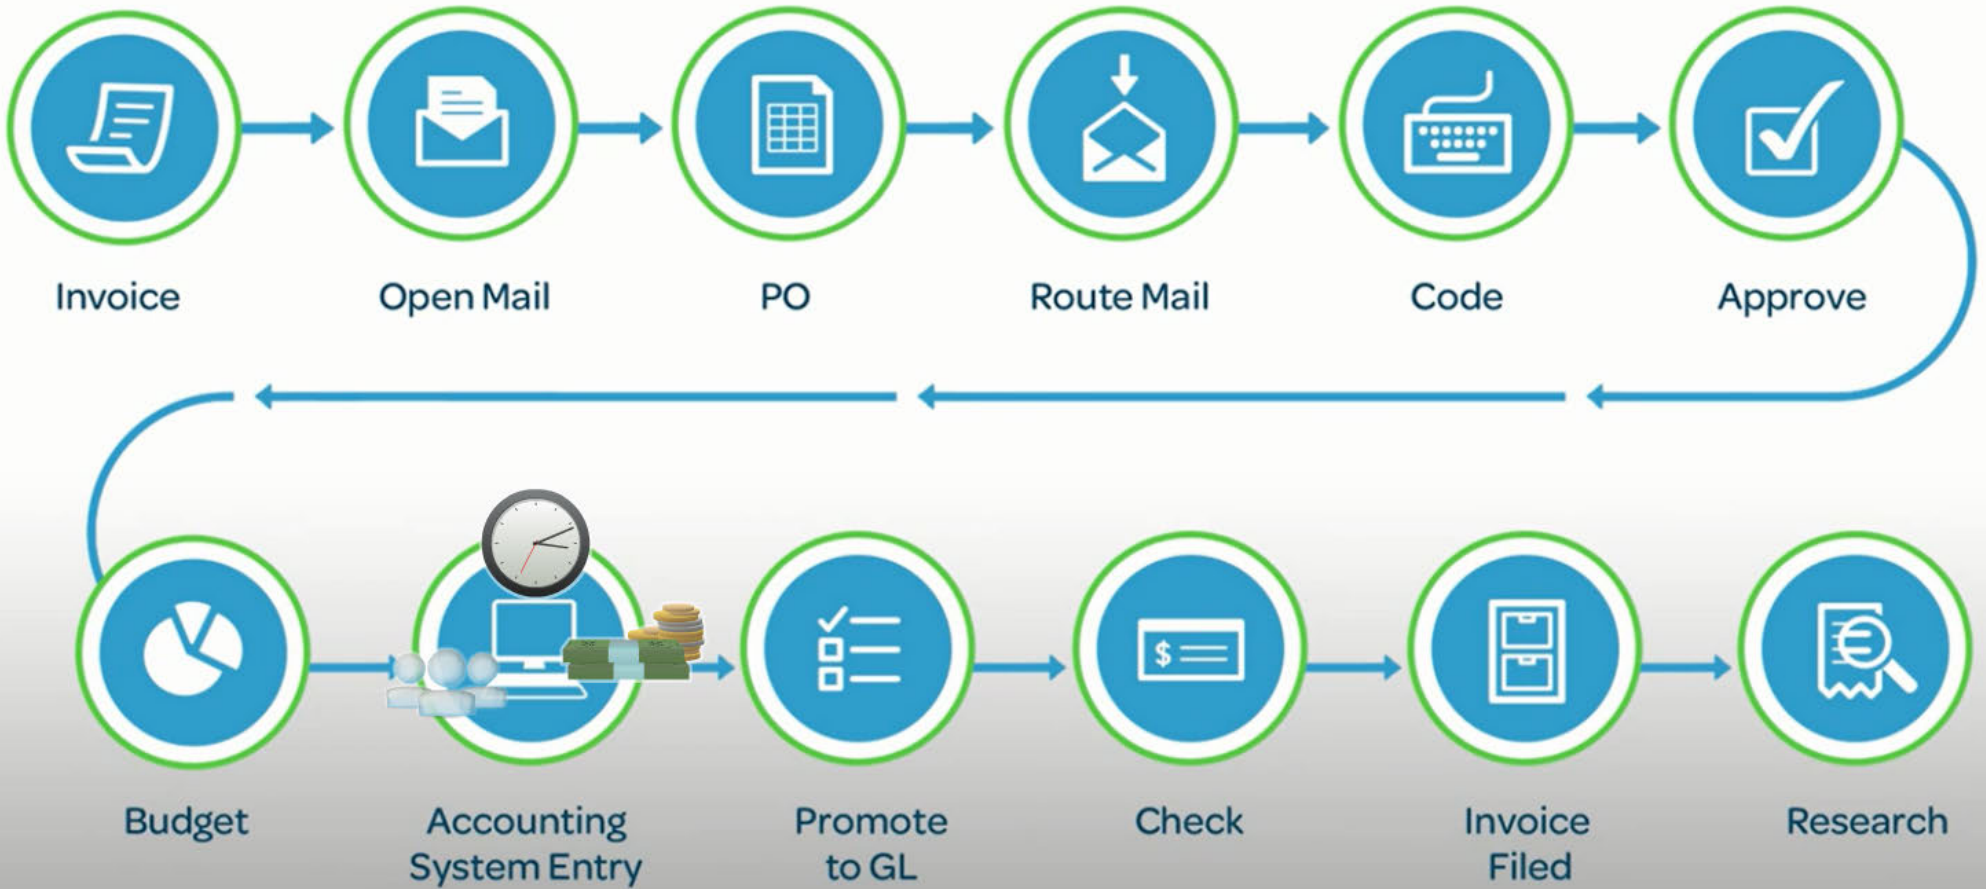 Invoice
Open Mail
PO
Route Mail
Code
Approve
Budget
Accounting
System Entry
Promote
to GL
$
Check
Invoice
Filed
Research